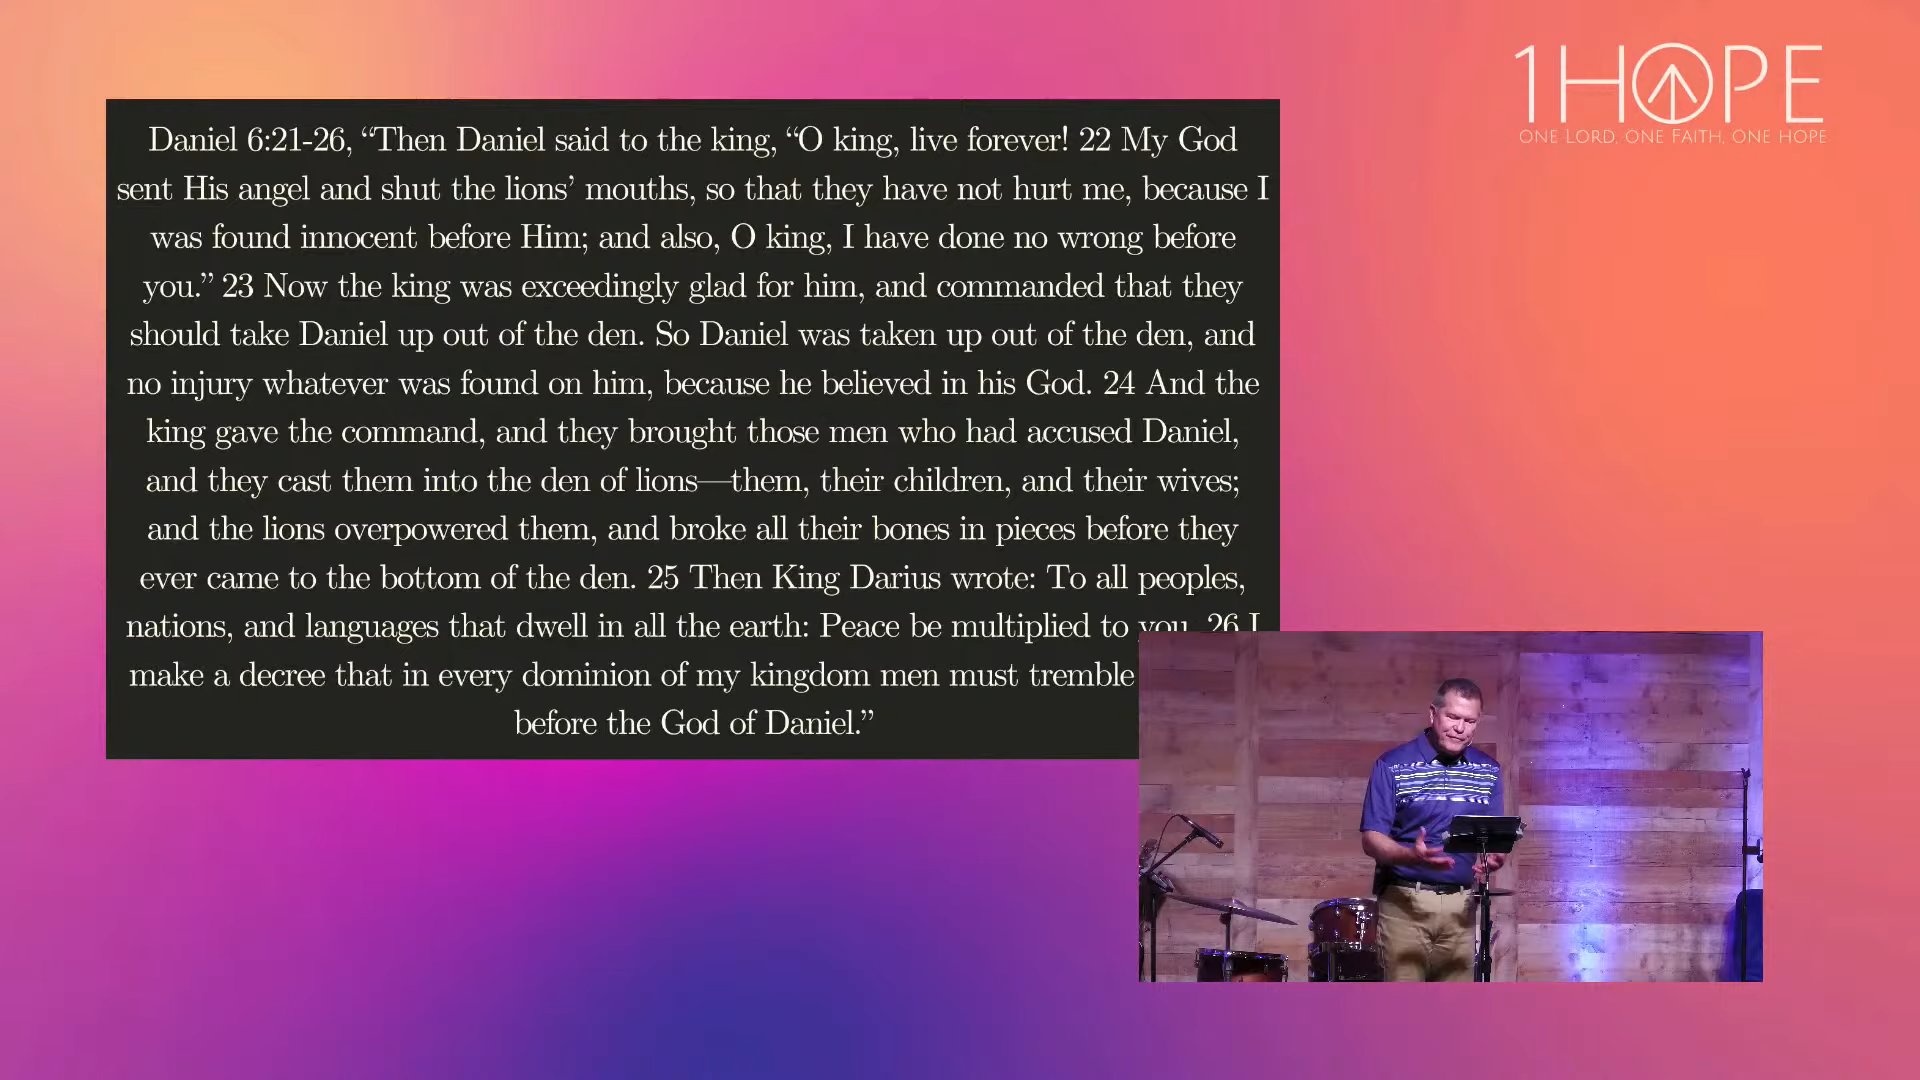 1HOPE
ONE LORD, ONE FAITH, ONE HOPE
Daniel 6:21-26, “Then Daniel said to the king, “O king, live forever! 22 My God
sent His angel and shut the lions’ mouths, so that they have not hurt me, because I
was found innocent before Him; and also, O king, I have done no wrong before
you.” 23 Now the king was exceedingly glad for him, and commanded that they
should take Daniel up out of the den. So Daniel was taken up out of the den, and
no injury whatever was found on him, because he believed in his God. 24 And the
king gave the command, and they brought those men who had accused Daniel,
and they cast them into the den of lions—them, their children, and their wives;
and the lions overpowered them, and broke all their bones in pieces before they
ever came to the bottom of the den. 25 Then King Darius wrote: To all peoples,
nations, and languages that dwell in all the earth: Peace be multiplied to you. 26 I
make a decree that in every dominion of my kingdom men must tremble
before the God of Daniel.”